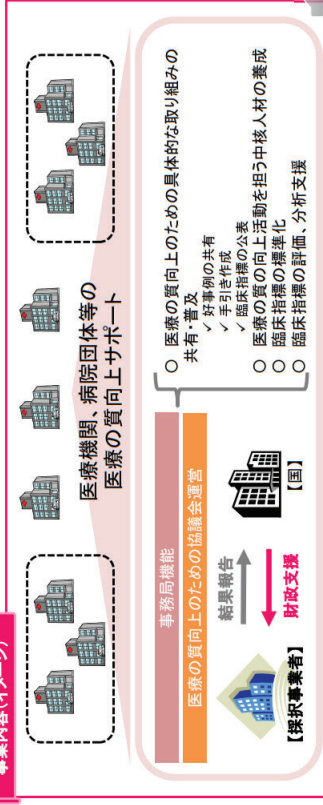 事業内容(イメージ)
医療機関、病院団体等の
医療の質向上サポート
事務局機能
医療の質向上のための協議会運営
結果報告
財政支援
【採択事業者】
【国】
○ 医療の質向上のための具体的な取り組みの
共有・普及
✓ 好事例の共有
✓ 手引き作成
✓ 臨床指標の公表
○ 医療の質の向上活動を担う中核人材の養成
○ 臨床指標の標準化
○ 臨床指標の評価、分析支援